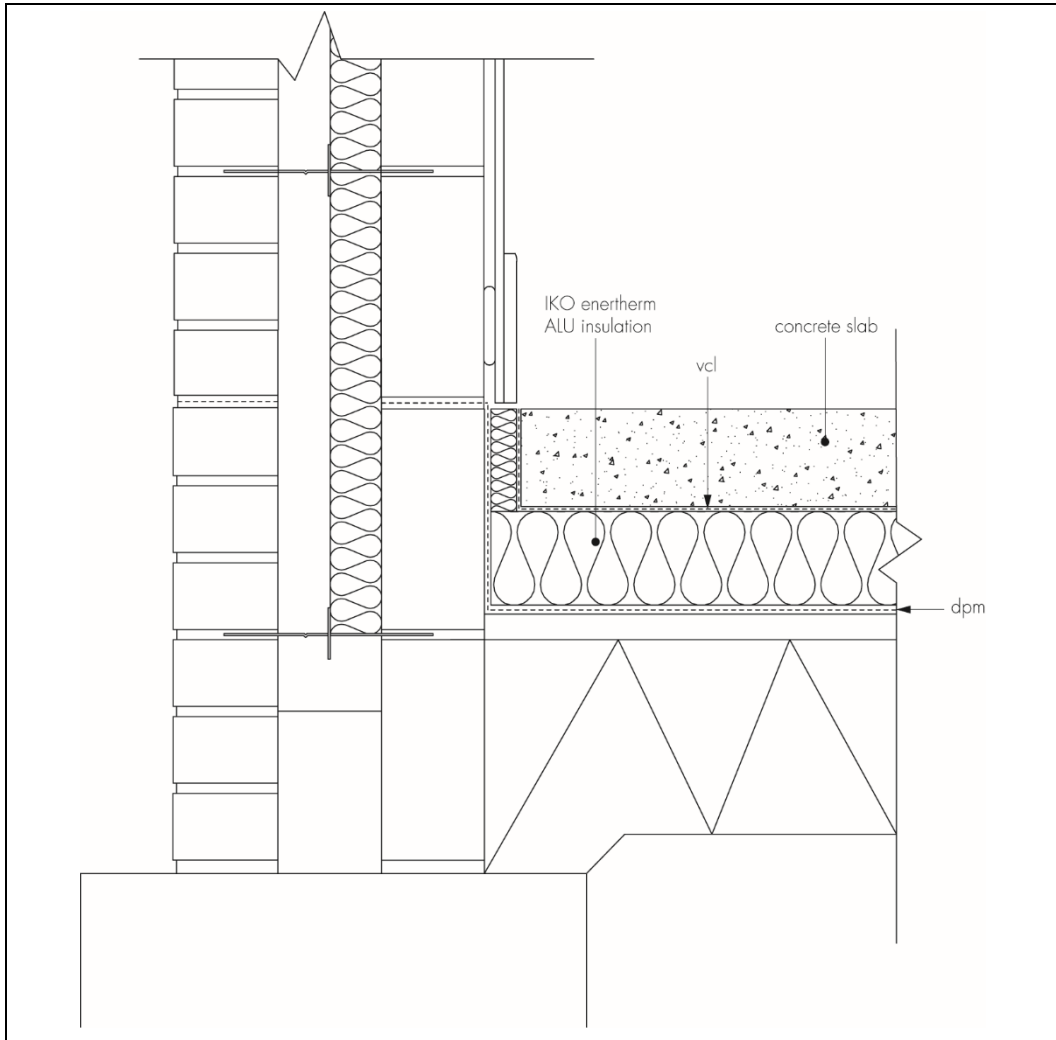 IKO enertherm
ALU insulation
concrete slab
vcl
dpm